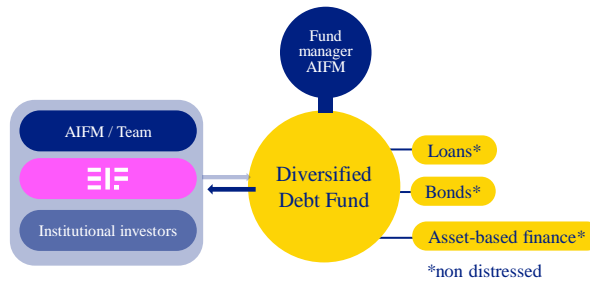 Fund
manager
AIFM
AIFM / Team
EIF
Institutional investors
Diversified
Debt Fund
Loans*
Bonds*
Asset-based finance*
*non distressed